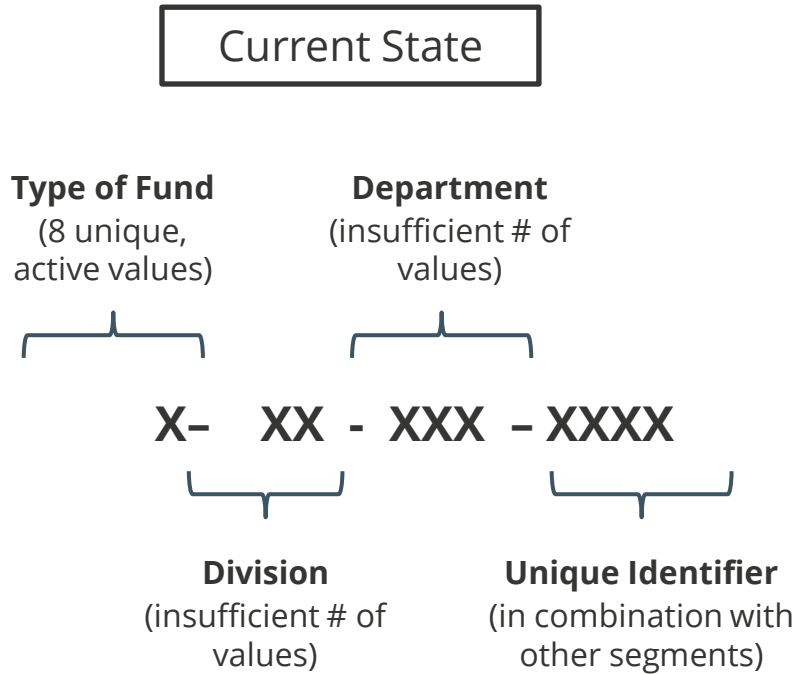 Current State
Type of Fund
(8 unique,
active values)
Department
(insufficient # of
values)
X– XX - XXX – XXXX
Division
(insufficient # of
values)
Unique Identifier
(in combination with
other segments)